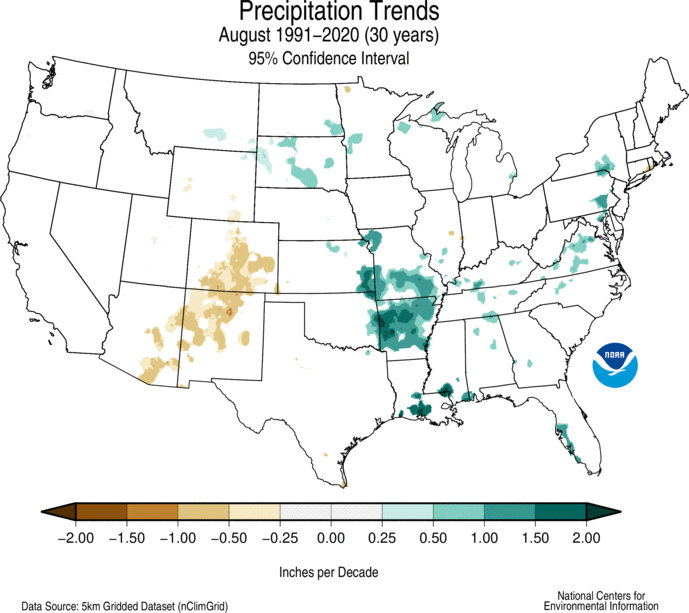 Precipitation Trends
August 1991–2020 (30 years)
95% Confidence Interval
NOAA
−2.00 −1.50 −1.00 −0.50 −0.25 0.00 0.25 0.50 1.00 1.50 2.00
Inches per Decade
Data Source: 5km Gridded Dataset (nClimGrid)
National Centers for
Environmental Information